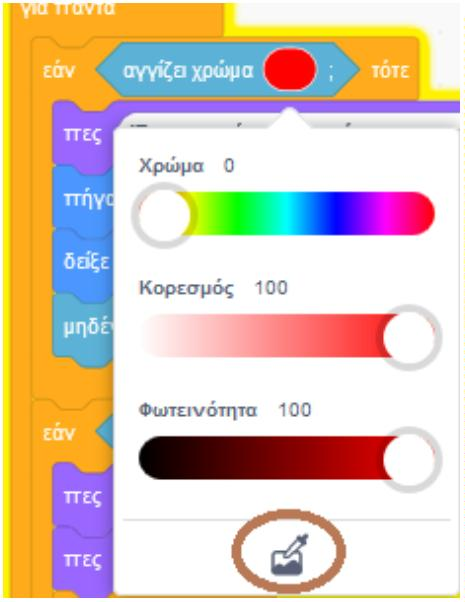 για πάντα
εάν αγγίζει χρώμα ; τότε
πες
Χρώμα 0
πήγα
δείξε
Κορεσμός 100
μηδέν
Φωτεινότητα 100
εάν
πες
πες